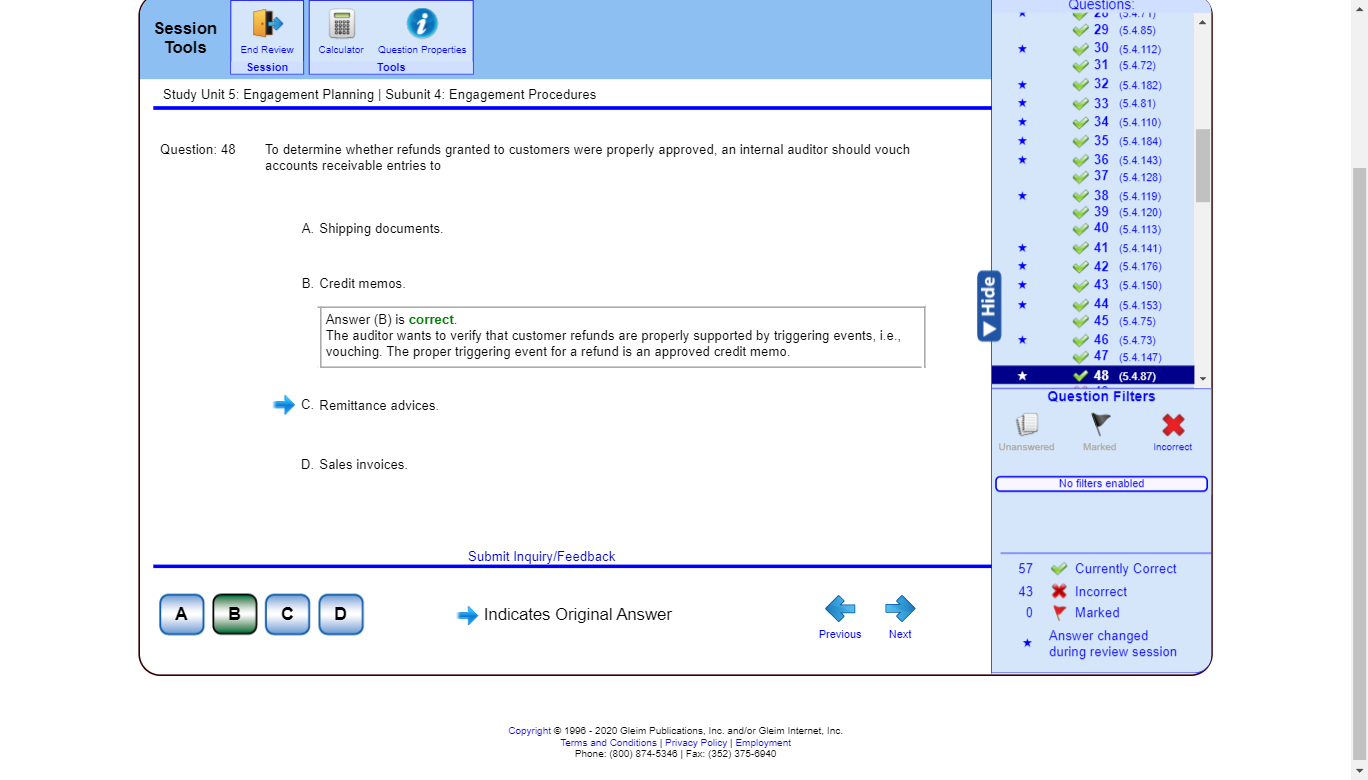 Session Tools
End Review
Session
Calculator
Question Properties
Tools
Study Unit 5: Engagement Planning | Subunit 4: Engagement Procedures
Question: 48
To determine whether refunds granted to customers were properly approved, an internal auditor should vouch
accounts receivable entries to
A. Shipping documents.
B. Credit memos.
Answer (B) is correct.
The auditor wants to verify that customer refunds are properly supported by triggering events, i.e.,
vouching. The proper triggering event for a refund is an approved credit memo.
C. Remittance advices.
D. Sales invoices.
Submit Inquiry/Feedback
A B C D
Indicates Original Answer
Previous
Next
Questions:
28 (5.4.71)
29 (5.4.85)
30 (5.4.112)
31 (5.4.72)
32 (5.4.182)
33 (5.4.81)
34 (5.4.110)
35 (5.4.184)
36 (5.4.143)
37 (5.4.128)
38 (5.4.119)
39 (5.4.120)
40 (5.4.113)
41 (5.4.141)
42 (5.4.176)
43 (5.4.150)
44 (5.4.153)
45 (5.4.75)
46 (5.4.73)
47 (5.4.147)
48 (5.4.87)
Hide
Question Filters
Unanswered
Marked
Incorrect
No filters enabled
57 Currently Correct
43 Incorrect
0 Marked
Answer changed
during review session
Copyright © 1996 - 2020 Gleim Publications, Inc. and/or Gleim Internet, Inc.
Terms and Conditions | Privacy Policy | Employment
Phone: (800) 874-5346 | Fax: (352) 375-6940